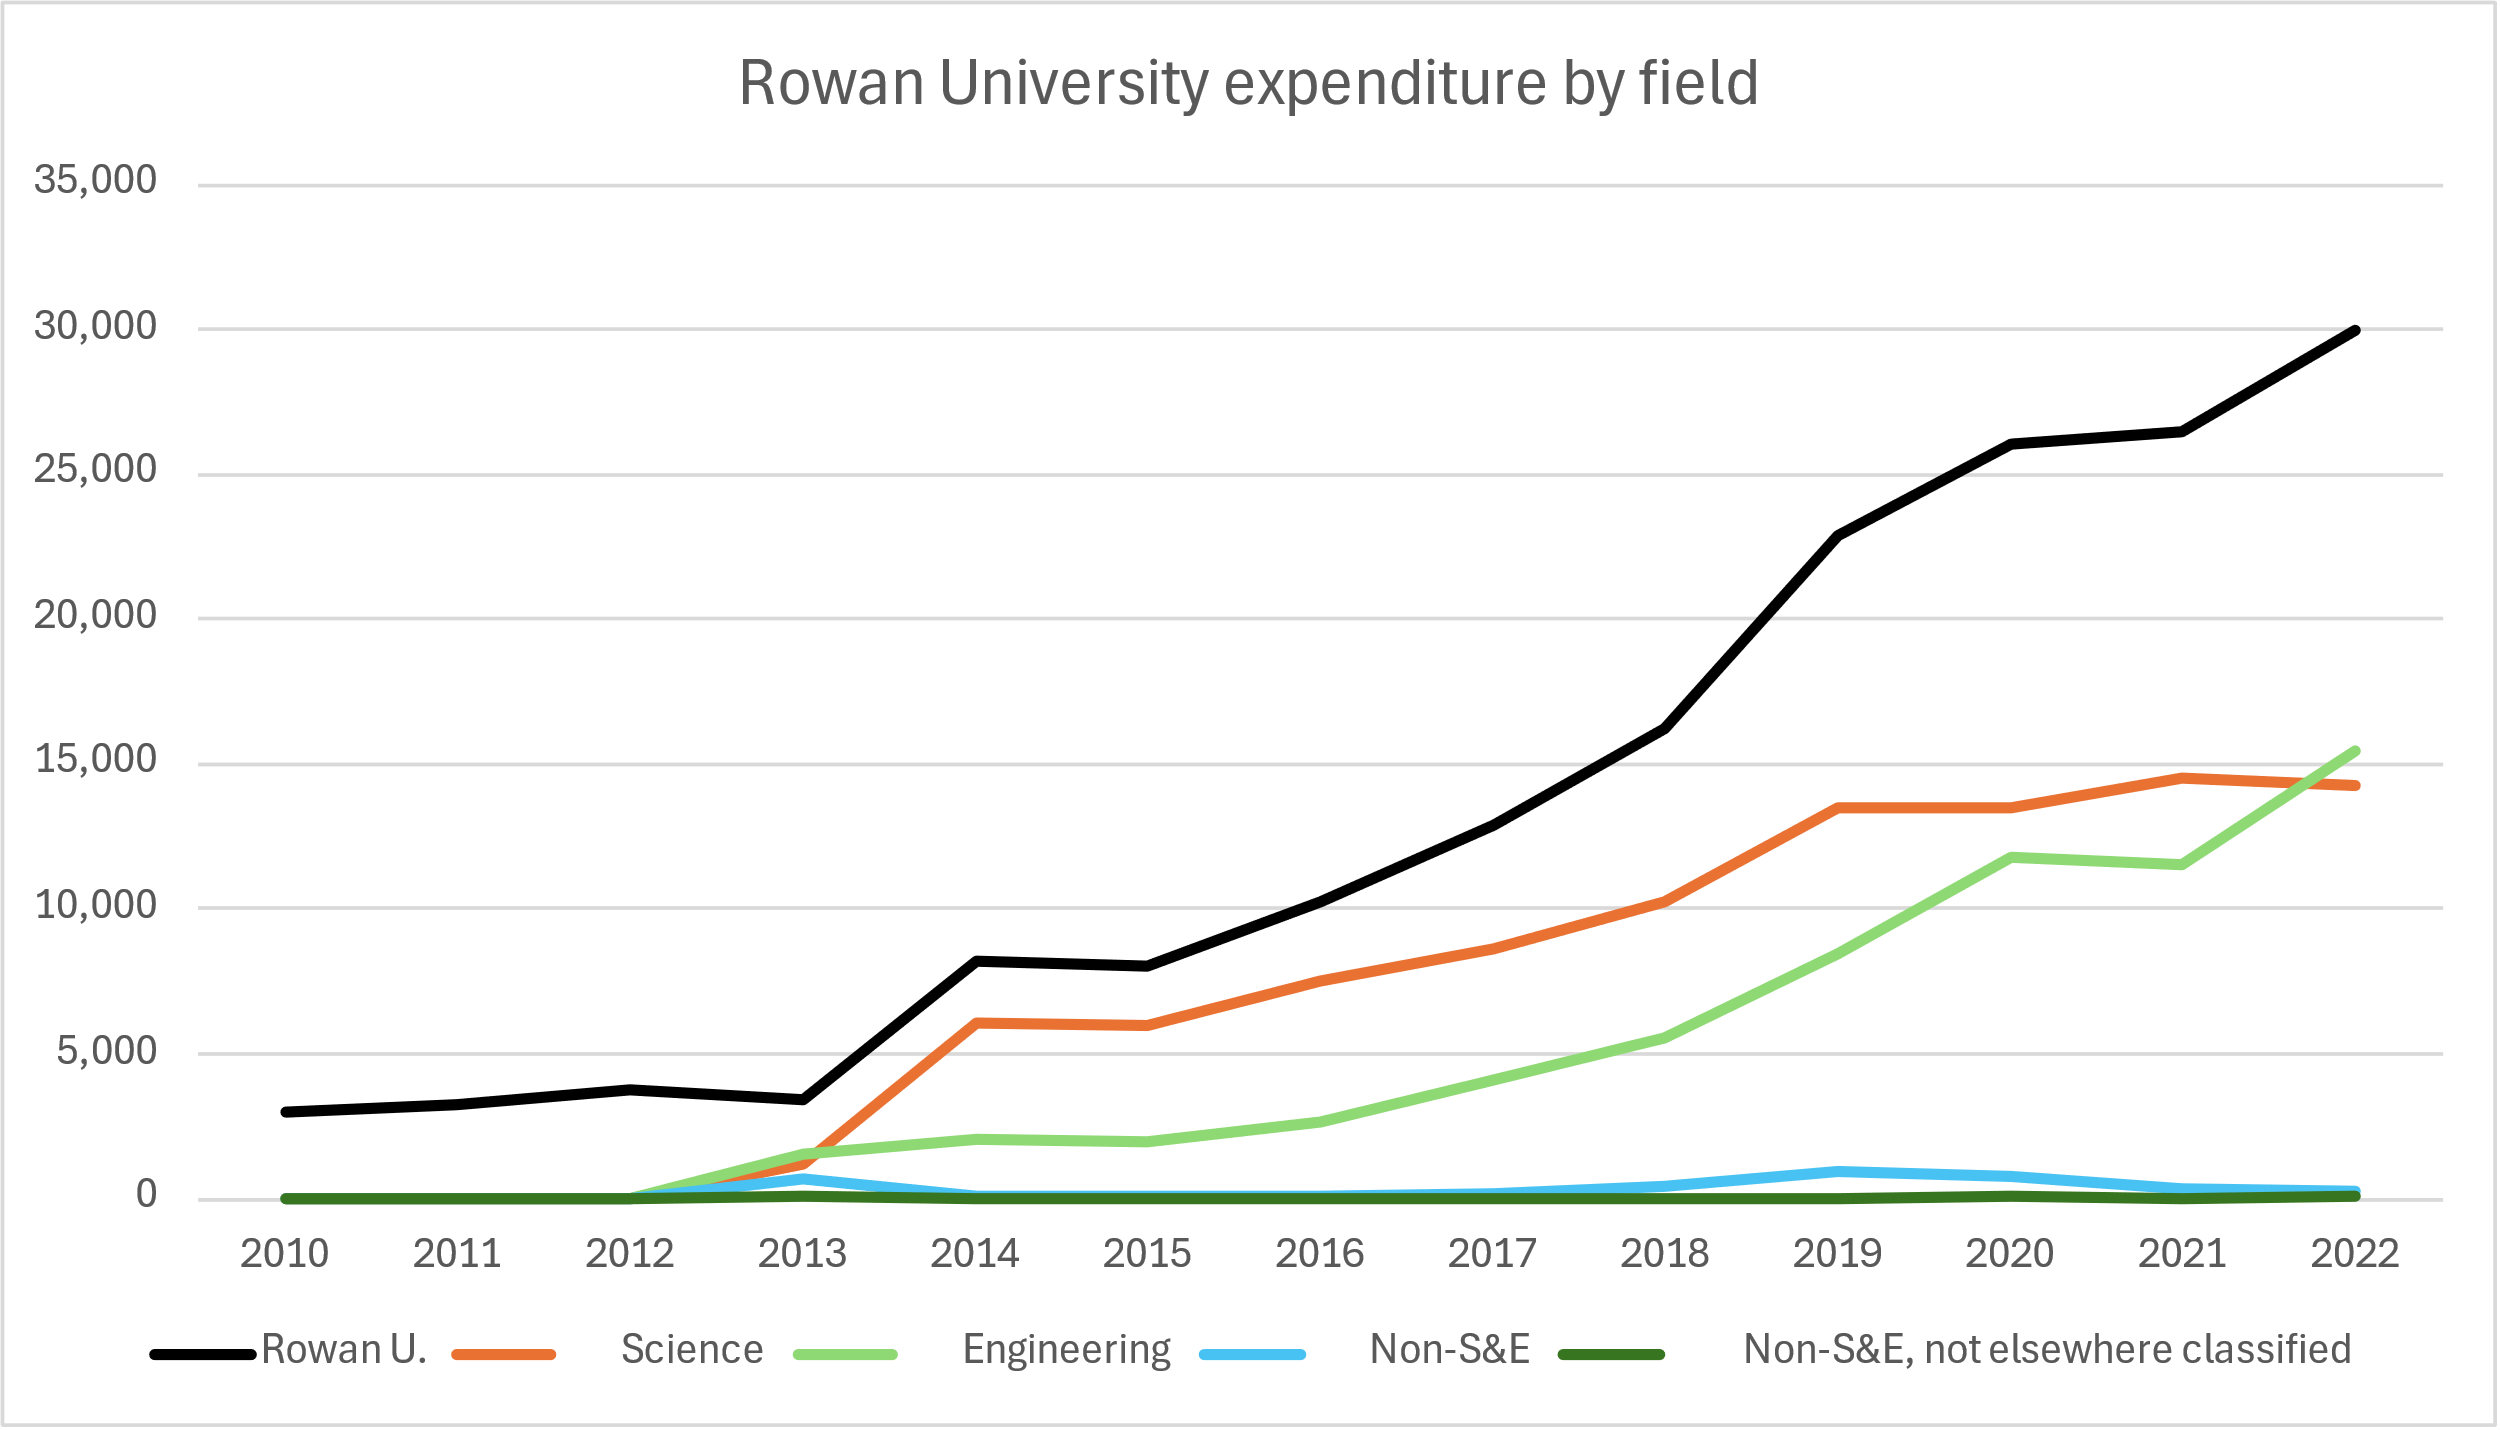 Rowan University expenditure by field
35,000
30,000
25,000
20,000
15,000
10,000
5,000
0
2010 2011 2012 2013 2014 2015 2016 2017 2018 2019 2020 2021 2022
Rowan U. Science Engineering Non-S&E Non-S&E, not elsewhere classified